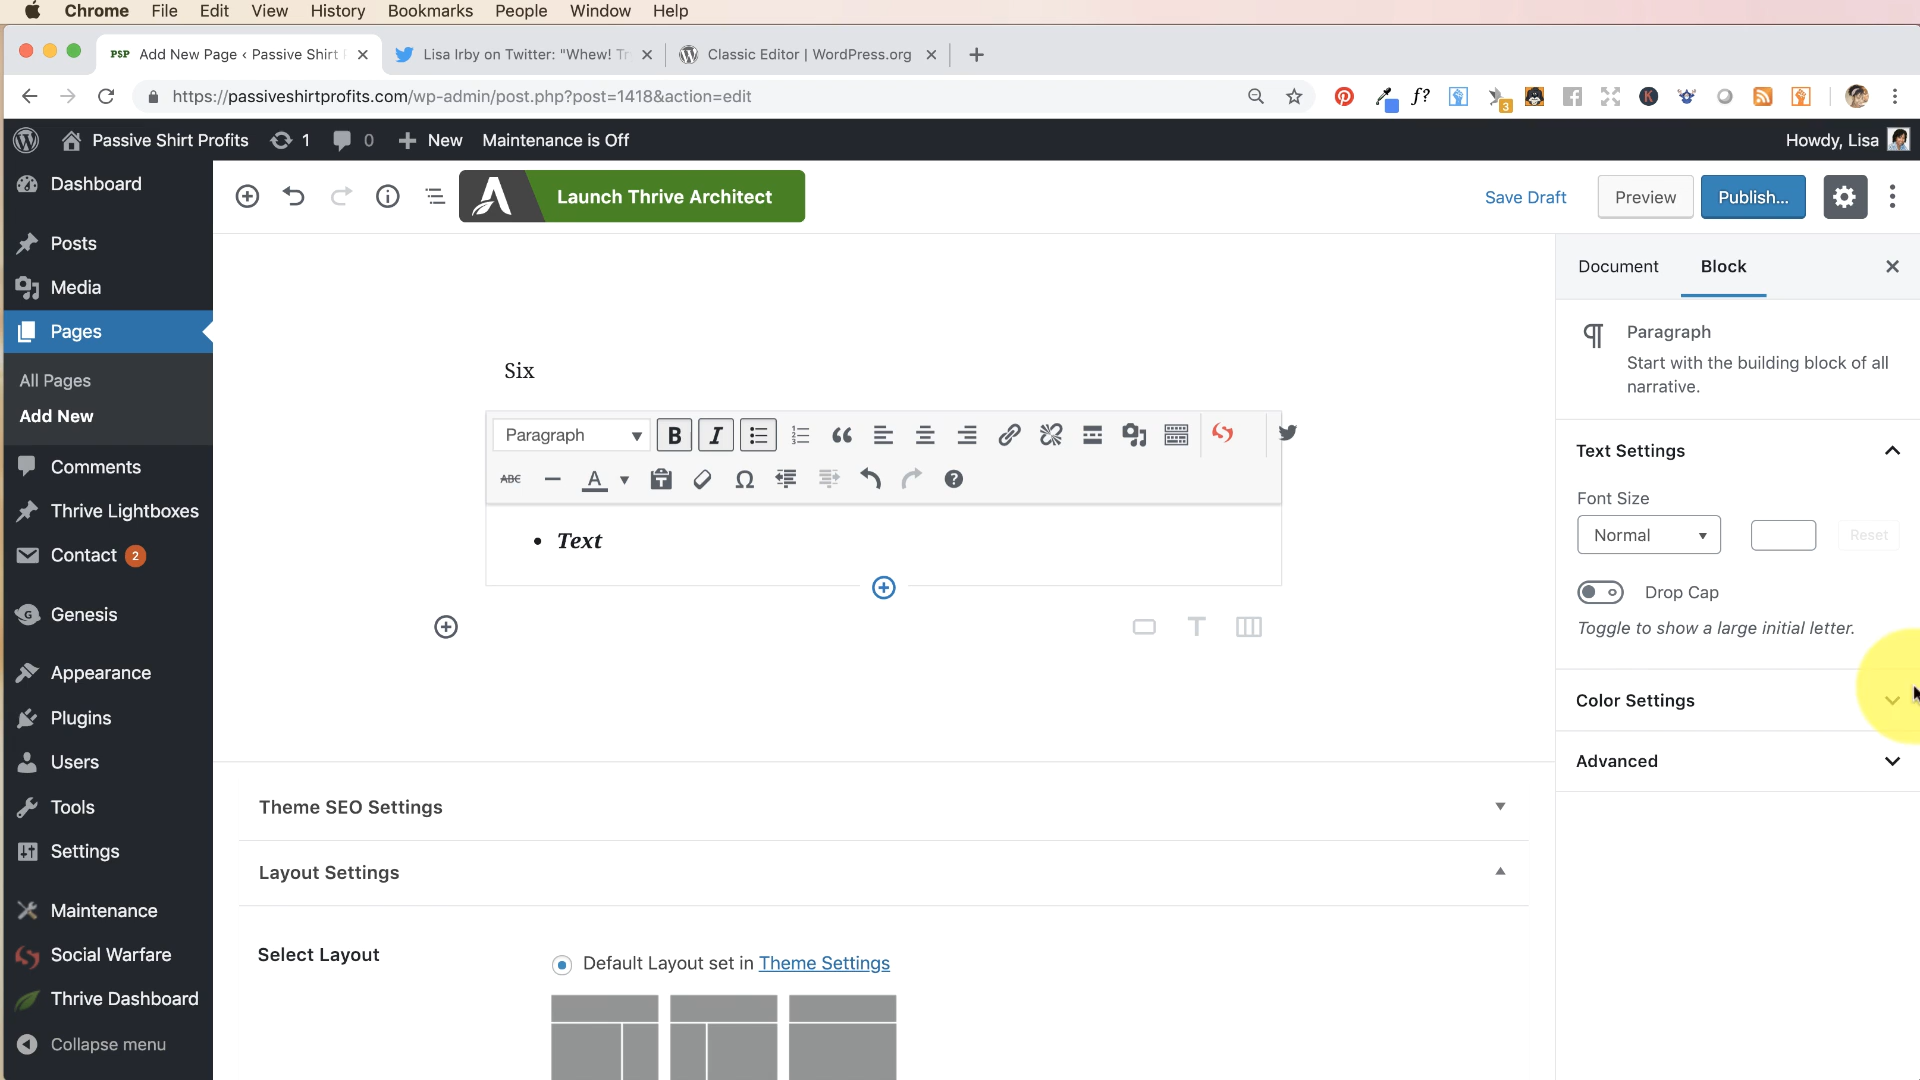 Chrome File Edit View History Bookmarks People Window Help
PSP Add New Page ‹ Passive Shirt
Lisa Irby on Twitter: "Whew! Tr
Classic Editor | WordPress.org
https://passiveshirtprofits.com/wp-admin/post.php?post=1418&action=edit
f?
3
K
Passive Shirt Profits 1 0 New Maintenance is Off
Howdy, Lisa
Dashboard
Posts
Media
Pages
All Pages
Add New
Comments
Thrive Lightboxes
Contact 2
Genesis
Appearance
Plugins
Users
Tools
Settings
Maintenance
Social Warfare
Thrive Dashboard
Collapse menu
Launch Thrive Architect
Save Draft
Preview
Publish...
Six
Paragraph
B I
ABC A Ω
• Text
Theme SEO Settings
Layout Settings
Select Layout
Default Layout set in Theme Settings
Document Block
Paragraph
Start with the building block of all
narrative.
Text Settings
Font Size
Normal
Reset
Drop Cap
Toggle to show a large initial letter.
Color Settings
Advanced